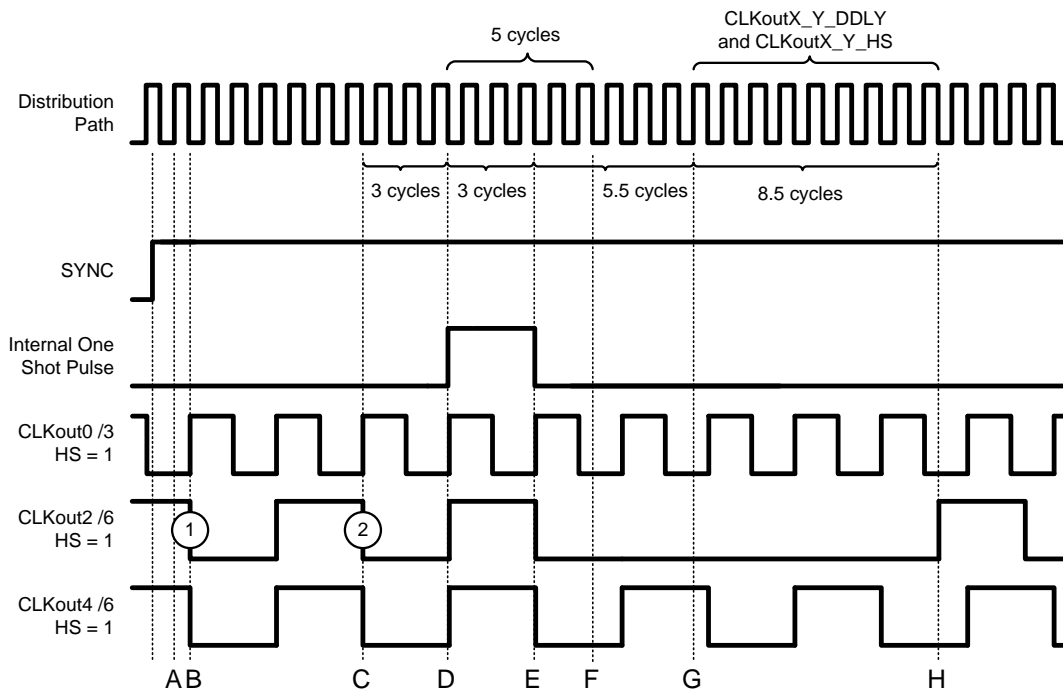 CLKoutX_Y_DDLY
and CLKoutX_Y_HS
5 cycles
Distribution
Path
3 cycles
3 cycles
5.5 cycles
8.5 cycles
SYNC
Internal One
Shot Pulse
CLKout0 /3
HS = 1
CLKout2 /6
HS = 1
1
2
CLKout4 /6
HS = 1
A B C D E F G H